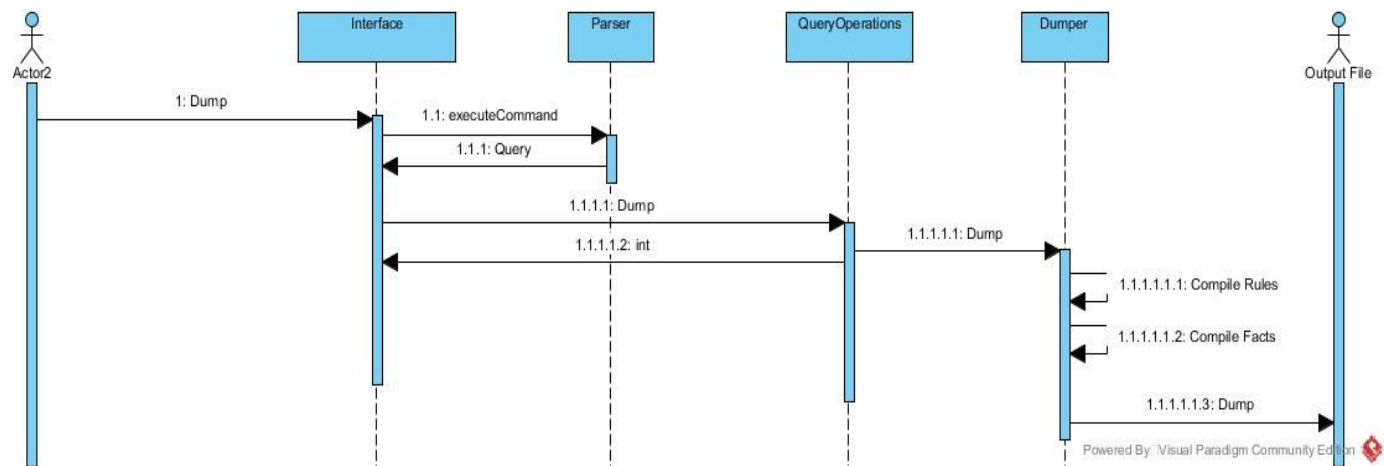 Interface
Parser
QueryOperations
Dumper
Actor2
Output File
1: Dump
1.1: executeCommand
1.1.1: Query
1.1.1.1: Dump
1.1.1.1.1: Dump
1.1.1.1.2: int
1.1.1.1.1.1: Compile Rules
1.1.1.1.1.2: Compile Facts
1.1.1.1.1.3: Dump
Powered By Visual Paradigm Community Edition